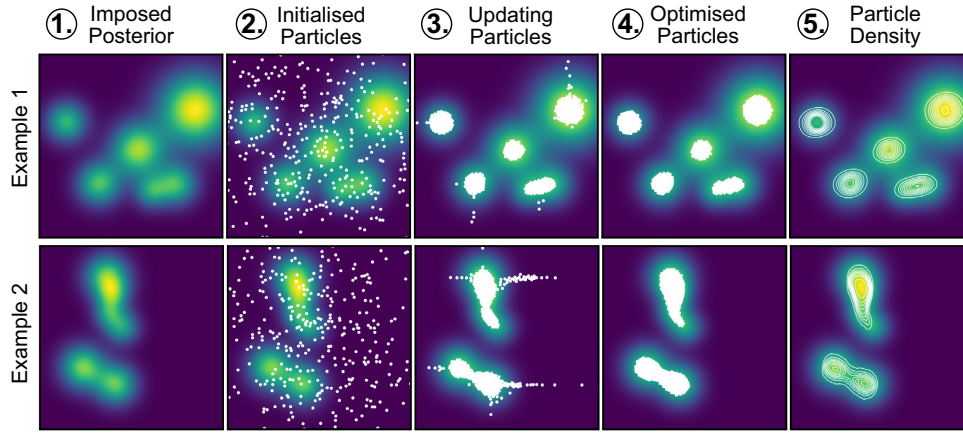 1. Imposed Posterior
2. Initialised Particles
3. Updating Particles
4. Optimised Particles
5. Particle Density
Example 1
Example 2